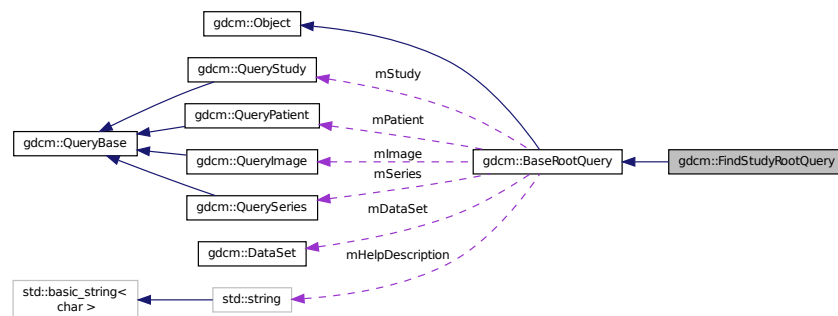 gdcm::Object
gdcm::QueryStudy
mStudy
gdcm::QueryPatient
mPatient
gdcm::QueryBase
gdcm::QueryImage
mImage
gdcm::BaseRootQuery
gdcm::FindStudyRootQuery
mSeries
gdcm::QuerySeries
mDataSet
gdcm::DataSet
mHelpDescription
std::basic_string<
char >
std::string